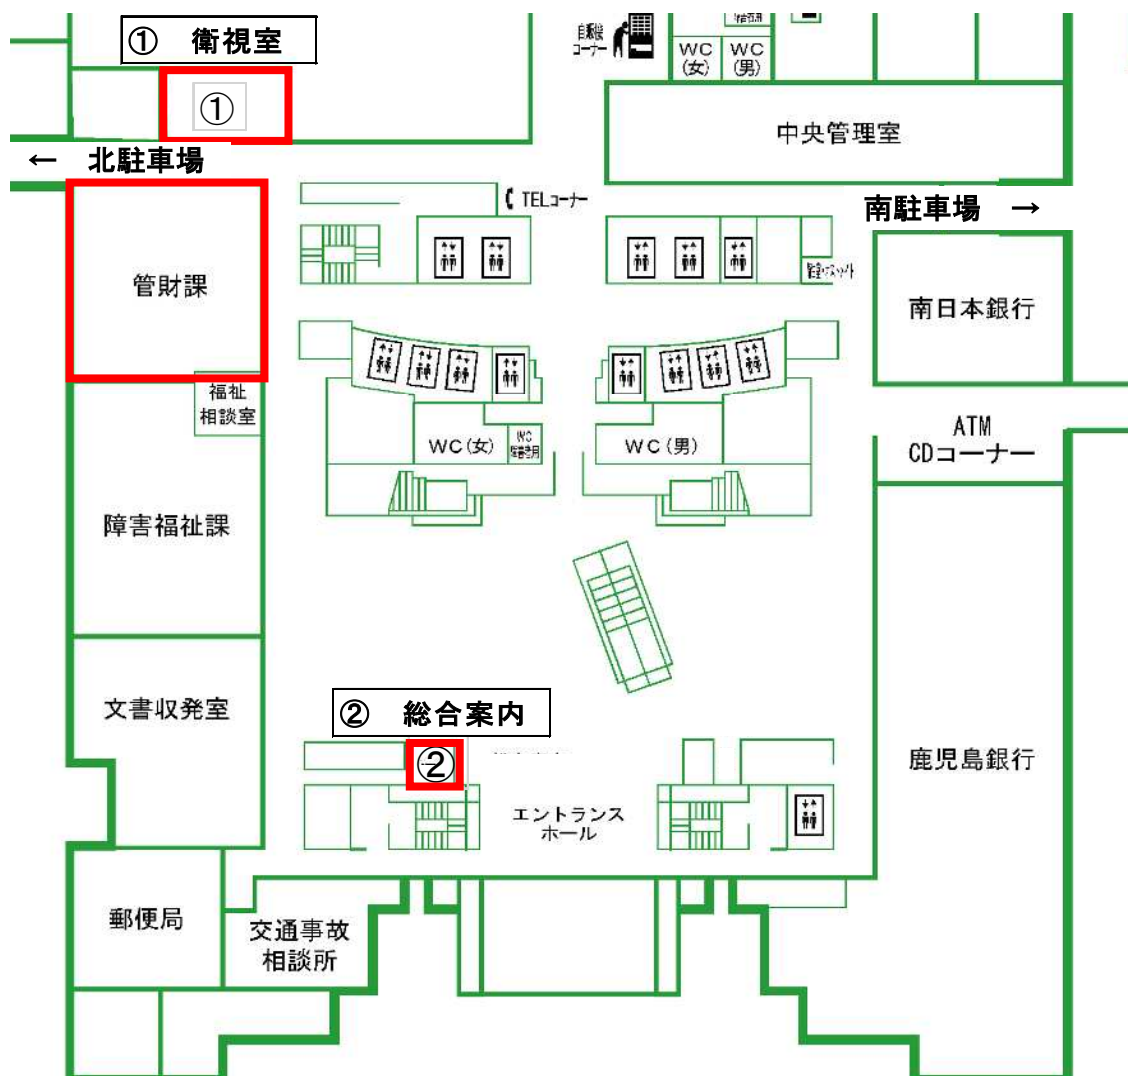 ① 衛視室
自販機
コーナー
WC
(女)
WC
(男)
①
中央管理室
← 北駐車場
TELコーナー
南駐車場 →
管財課
南日本銀行
福祉
相談室
WC(女)
WC
WC(男)
ATM
CDコーナー
障害福祉課
文書収発室
② 総合案内
②
鹿児島銀行
エントランス
ホール
郵便局
交通事故
相談所